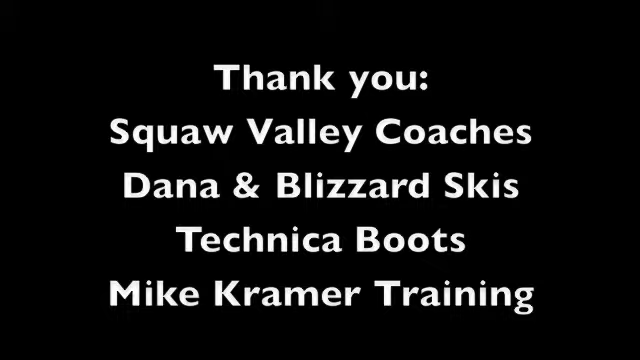 Thank you:
Squaw Valley Coaches
Dana & Blizzard Skis
Technica Boots
Mike Kramer Training